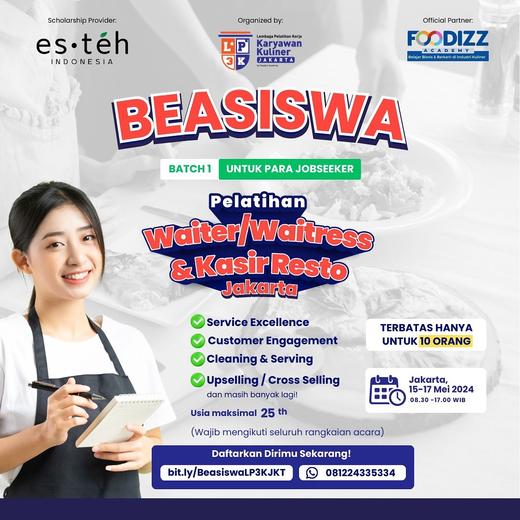 Scholarship Provider:
es•teh
INDONESIA
Organized by:
LP3K
Lembaga Pelatihan Kerja
Karyawan
Kuliner
JAKARTA
Official Partner:
FOODIZZ
ACADEMY
Belajar Bisnis & Berkarir di Industri Kuliner
BEASISWA
BATCH 1 UNTUK PARA JOBSEEKER
Pelatihan
Waiter/Waitress
& Kasir Resto
Jakarta
Service Excellence
Customer Engagement
Cleaning & Serving
Upselling / Cross Selling
dan masih banyak lagi!
Usia maksimal 25 th
(Wajib mengikuti seluruh rangkaian acara)
TERBATAS HANYA
UNTUK 10 ORANG
Jakarta,
15-17 Mei 2024
08.30 -17.00 WIB
Daftarkan Dirimu Sekarang!
bit.ly/BeasiswaLP3KJKT 081224335334